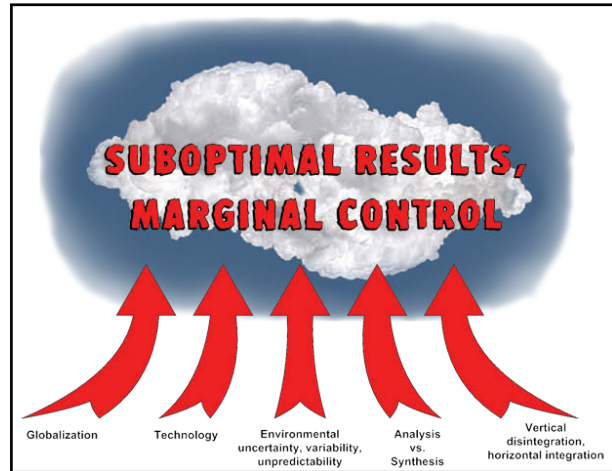 SUBOPTIMAL RESULTS,
MARGINAL CONTROL
Globalization
Technology
Environmental
uncertainty, variability,
unpredictability
Analysis
vs.
Synthesis
Vertical
disintegration,
horizontal integration